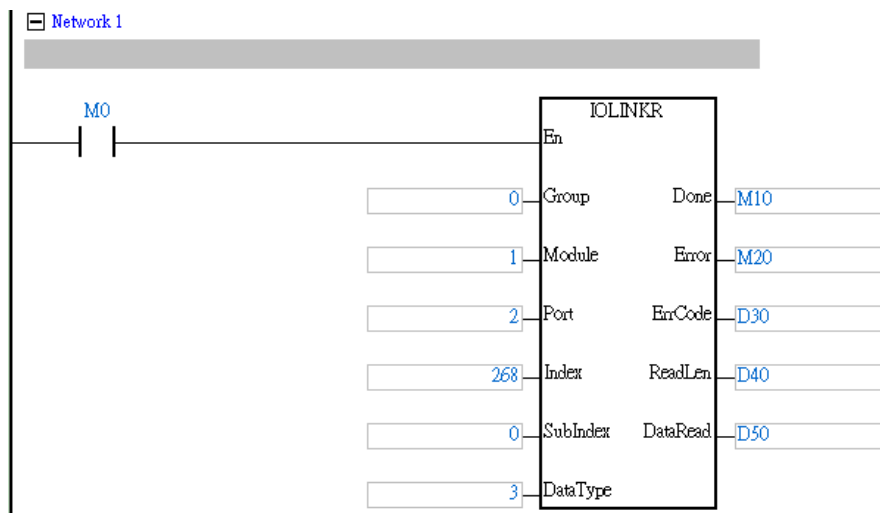 Network 1
M0
IOLINKR
En
0 Group Done M10
1 Module Error M20
2 Port ErrCode D30
268 Index ReadLen D40
0 SubIndex DataRead D50
3 DataType